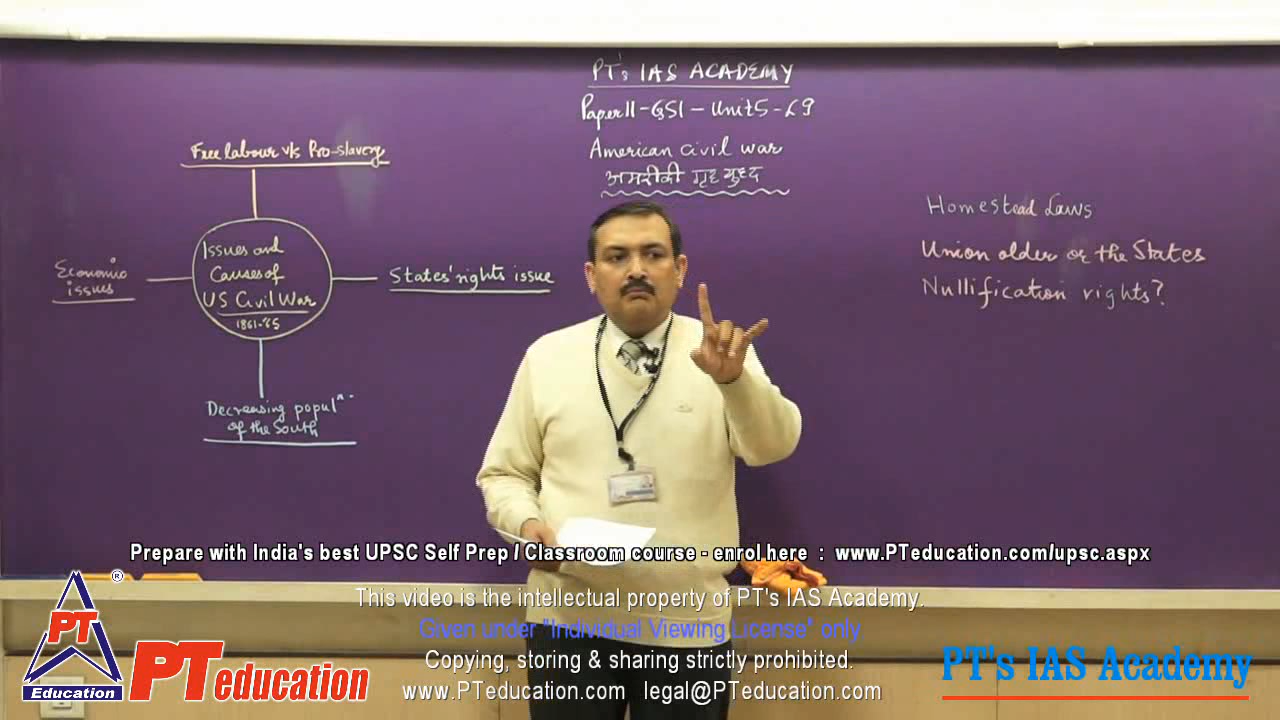 PT's IAS ACADEMY
Paper II - GSI - Unit 5 - L9
American civil war
अमरीकी गृह युद्ध
Free labour v/s Pro-slavery
Issues and
Causes of
US Civil War
1861-'65
Economic
issues
States' rights issue
Decreasing popul^n.
of the South
Homestead Laws
Union older or the States
Nullification rights?
Prepare with India's best UPSC Self Prep / Classroom course - enrol here : www.PTeducation.com/upsc.aspx
This video is the intellectual property of PT's IAS Academy.
Given under "Individual Viewing License" only
Copying, storing & sharing strictly prohibited.
www.PTeducation.com legal@PTeducation.com
PT
Education
®
PT education
PT's IAS Academy